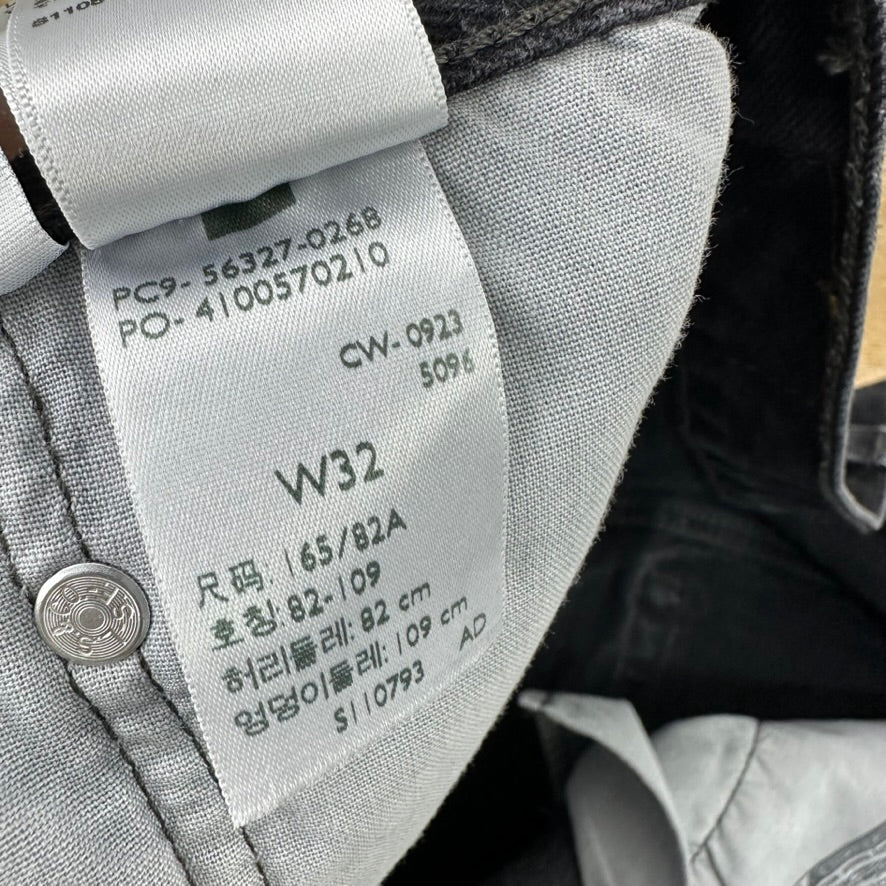 PC9- 56327-0268
PO- 4100570210
CW- 0923
5096
W32
尺码: 165/82A
호칭: 82-109
허리둘레: 82 cm
엉덩이둘레: 109 cm
AD
S110793